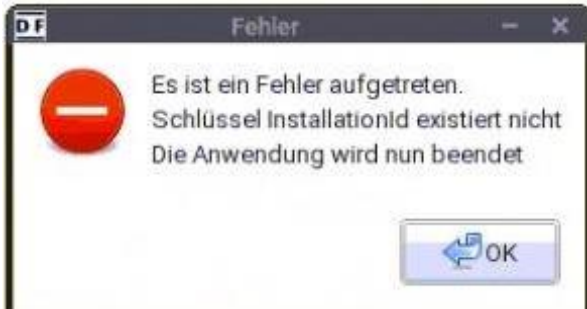 DF
Fehler
Es ist ein Fehler aufgetreten.
Schlüssel InstallationId existiert nicht
Die Anwendung wird nun beendet
OK